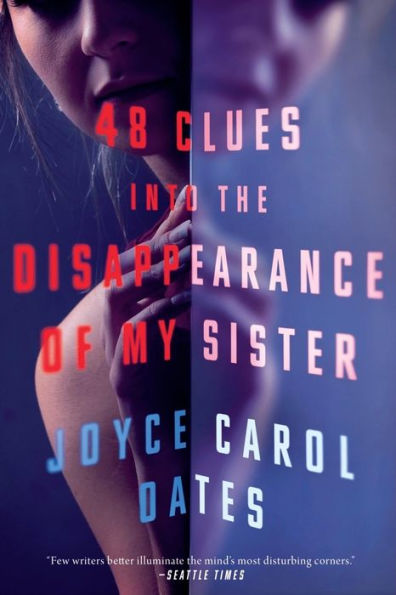 48 CLUES
INTO THE
DISAPPEARANCE
OF MY SISTER
JOYCE CAROL
OATES
"Few writers better illuminate the mind's most disturbing corners."
—SEATTLE TIMES